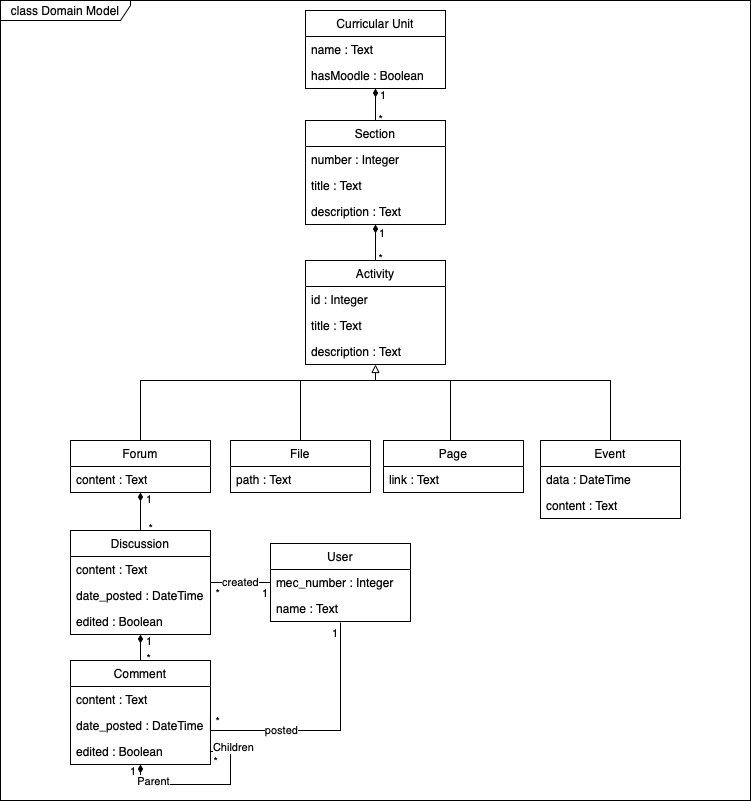 class Domain Model
Curricular Unit
name : Text
hasMoodle : Boolean
1
*
Section
number : Integer
title : Text
description : Text
1
*
Activity
id : Integer
title : Text
description : Text
Forum
content : Text
File
path : Text
Page
link : Text
Event
data : DateTime
content : Text
1
*
Discussion
content : Text
date_posted : DateTime
edited : Boolean
created
*
1
User
mec_number : Integer
name : Text
1
1
*
Comment
content : Text
date_posted : DateTime
edited : Boolean
*
posted
Children
*
1
Parent